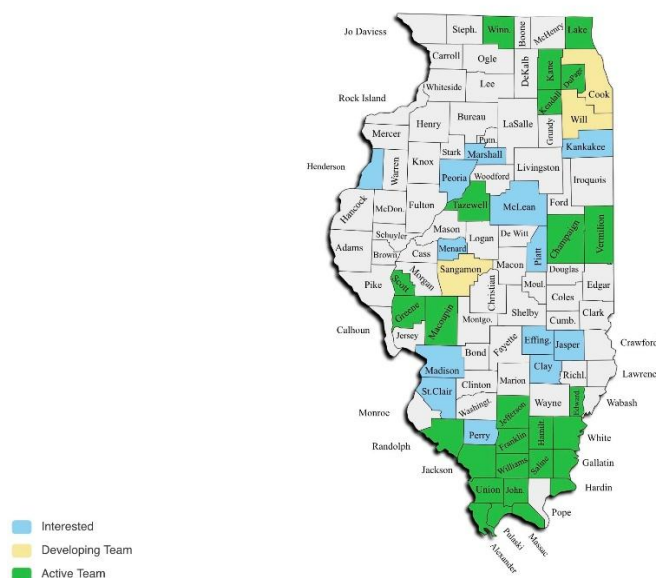 Jo Daviess
Steph.
Winn.
Boone
McHenry
Lake
Carroll
Ogle
DeKalb
Kane
DuPage
Cook
Whiteside
Lee
Kendall
Will
Rock Island
Bureau
LaSalle
Grundy
Mercer
Henry
Putn.
Kankakee
Henderson
Warren
Knox
Stark
Marshall
Livingston
Peoria
Woodford
Iroquois
Hancock
McDon.
Fulton
Tazewell
McLean
Ford
Schuyler
Mason
Logan
De Witt
Champaign
Vermilion
Adams
Brown
Cass
Menard
Macon
Piatt
Douglas
Edgar
Pike
Scott
Morgan
Sangamon
Christian
Moul.
Coles
Calhoun
Greene
Macoupin
Montgo.
Shelby
Cumb.
Clark
Jersey
Bond
Fayette
Effing.
Jasper
Crawford
Madison
Clay
Richl.
Lawrence
St.Clair
Clinton
Marion
Wayne
Edward
Wabash
Monroe
Washingt.
Jefferson
Randolph
Perry
Franklin
Hamilt.
White
Jackson
Williams
Saline
Gallatin
Union
John.
Hardin
Pope
Massac
Pulaski
Alexander
Interested
Developing Team
Active Team